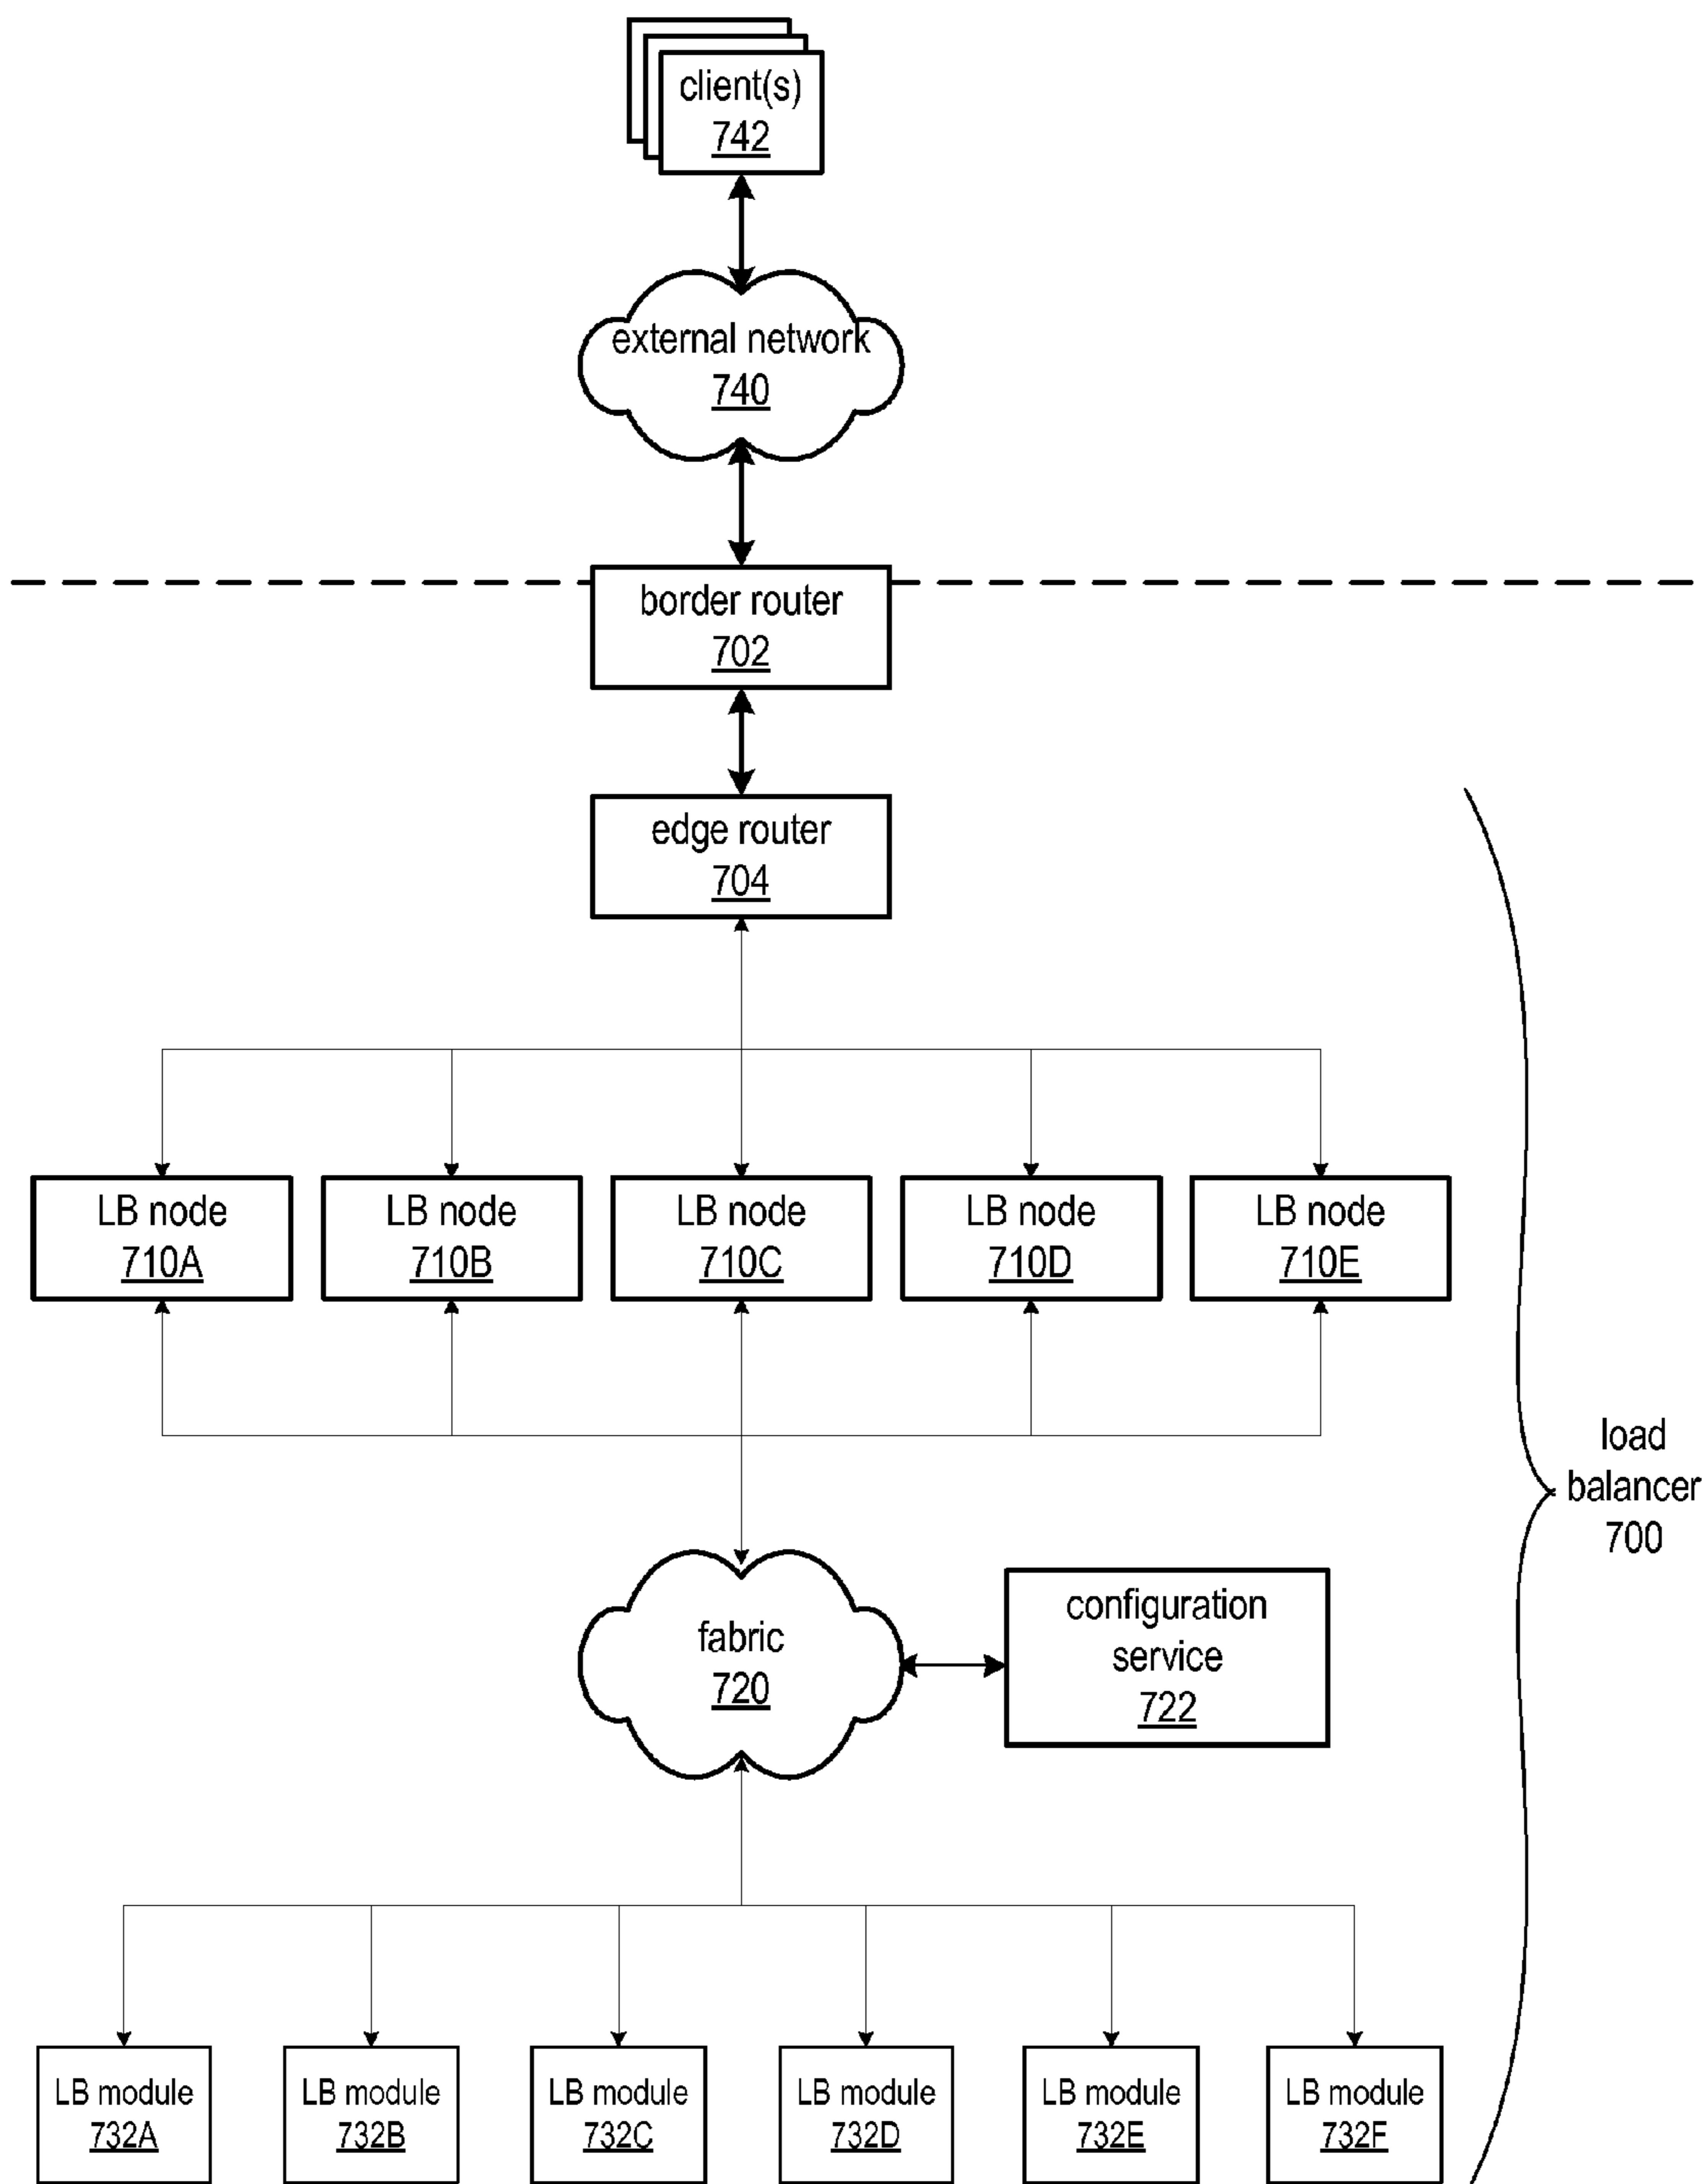 client(s)
742
external network
740
border router
702
edge router
704
LB node
710A
LB node
710B
LB node
710C
LB node
710D
LB node
710E
load
balancer
700
fabric
720
configuration
service
722
LB module
732A
LB module
732B
LB module
732C
LB module
732D
LB module
732E
LB module
732F